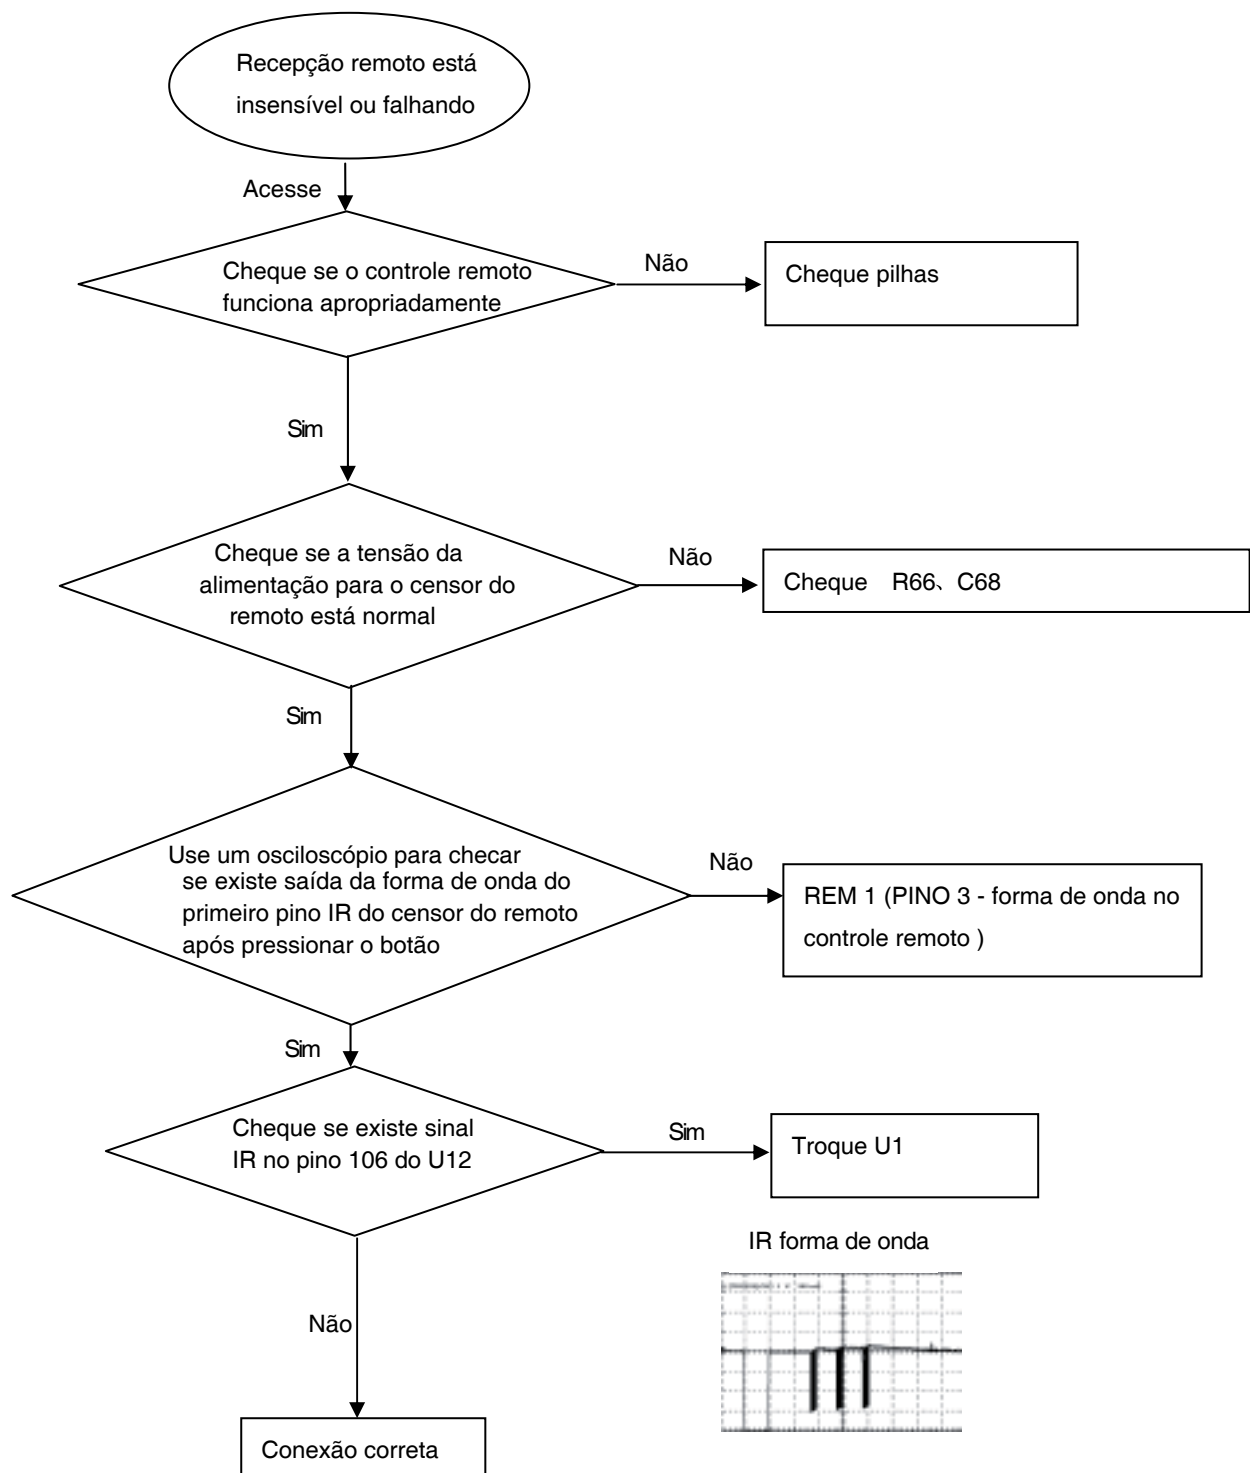 Recepção remoto está
insensível ou falhando
Acesse
Cheque se o controle remoto
funciona apropriadamente
Não
Cheque pilhas
Sim
Cheque se a tensão da
alimentação para o censor do
remoto está normal
Não
Cheque R66、C68
Sim
Use um osciloscópio para checar
se existe saída da forma de onda do
primeiro pino IR do censor do remoto
após pressionar o botão
Não
REM 1 (PINO 3 - forma de onda no
controle remoto )
Sim
Cheque se existe sinal
IR no pino 106 do U12
Sim
Troque U1
IR forma de onda
Não
Conexão correta